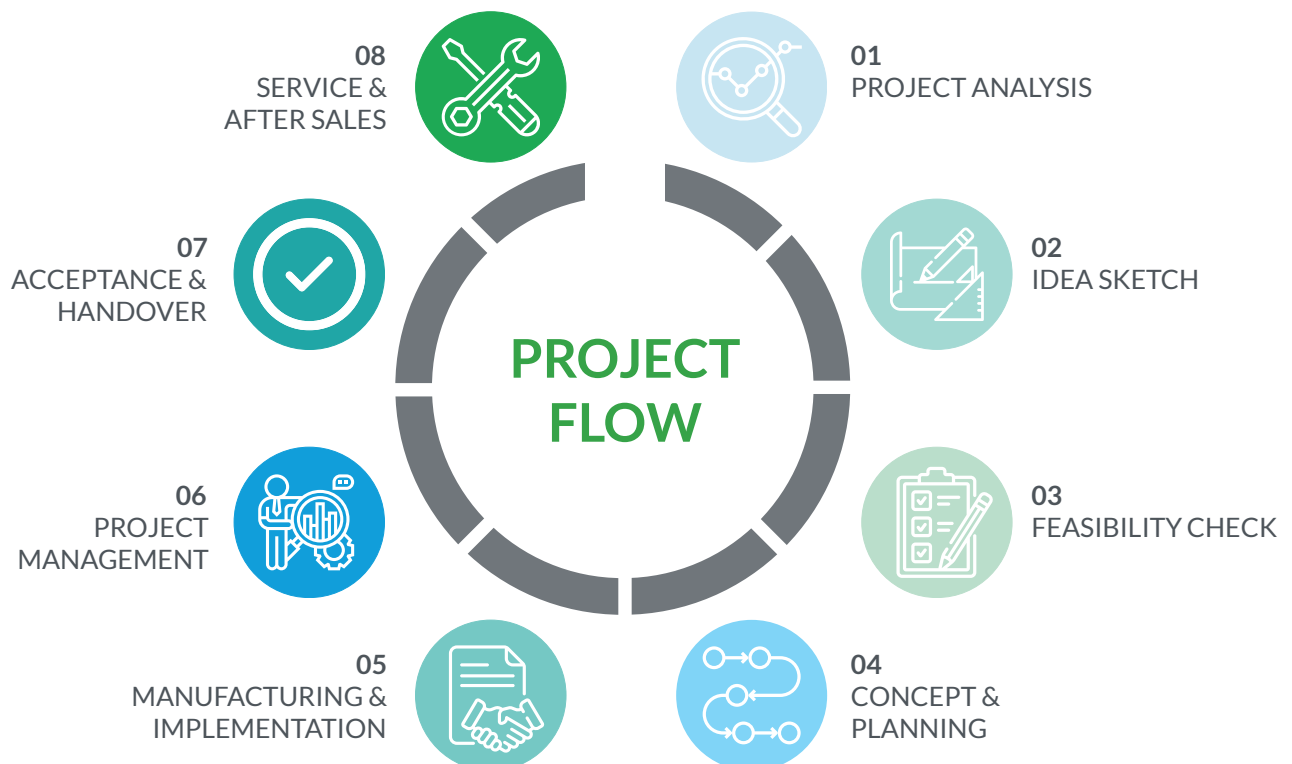 PROJECT
FLOW
01
PROJECT ANALYSIS
02
IDEA SKETCH
03
FEASIBILITY CHECK
04
CONCEPT &
PLANNING
05
MANUFACTURING &
IMPLEMENTATION
06
PROJECT
MANAGEMENT
07
ACCEPTANCE &
HANDOVER
08
SERVICE &
AFTER SALES